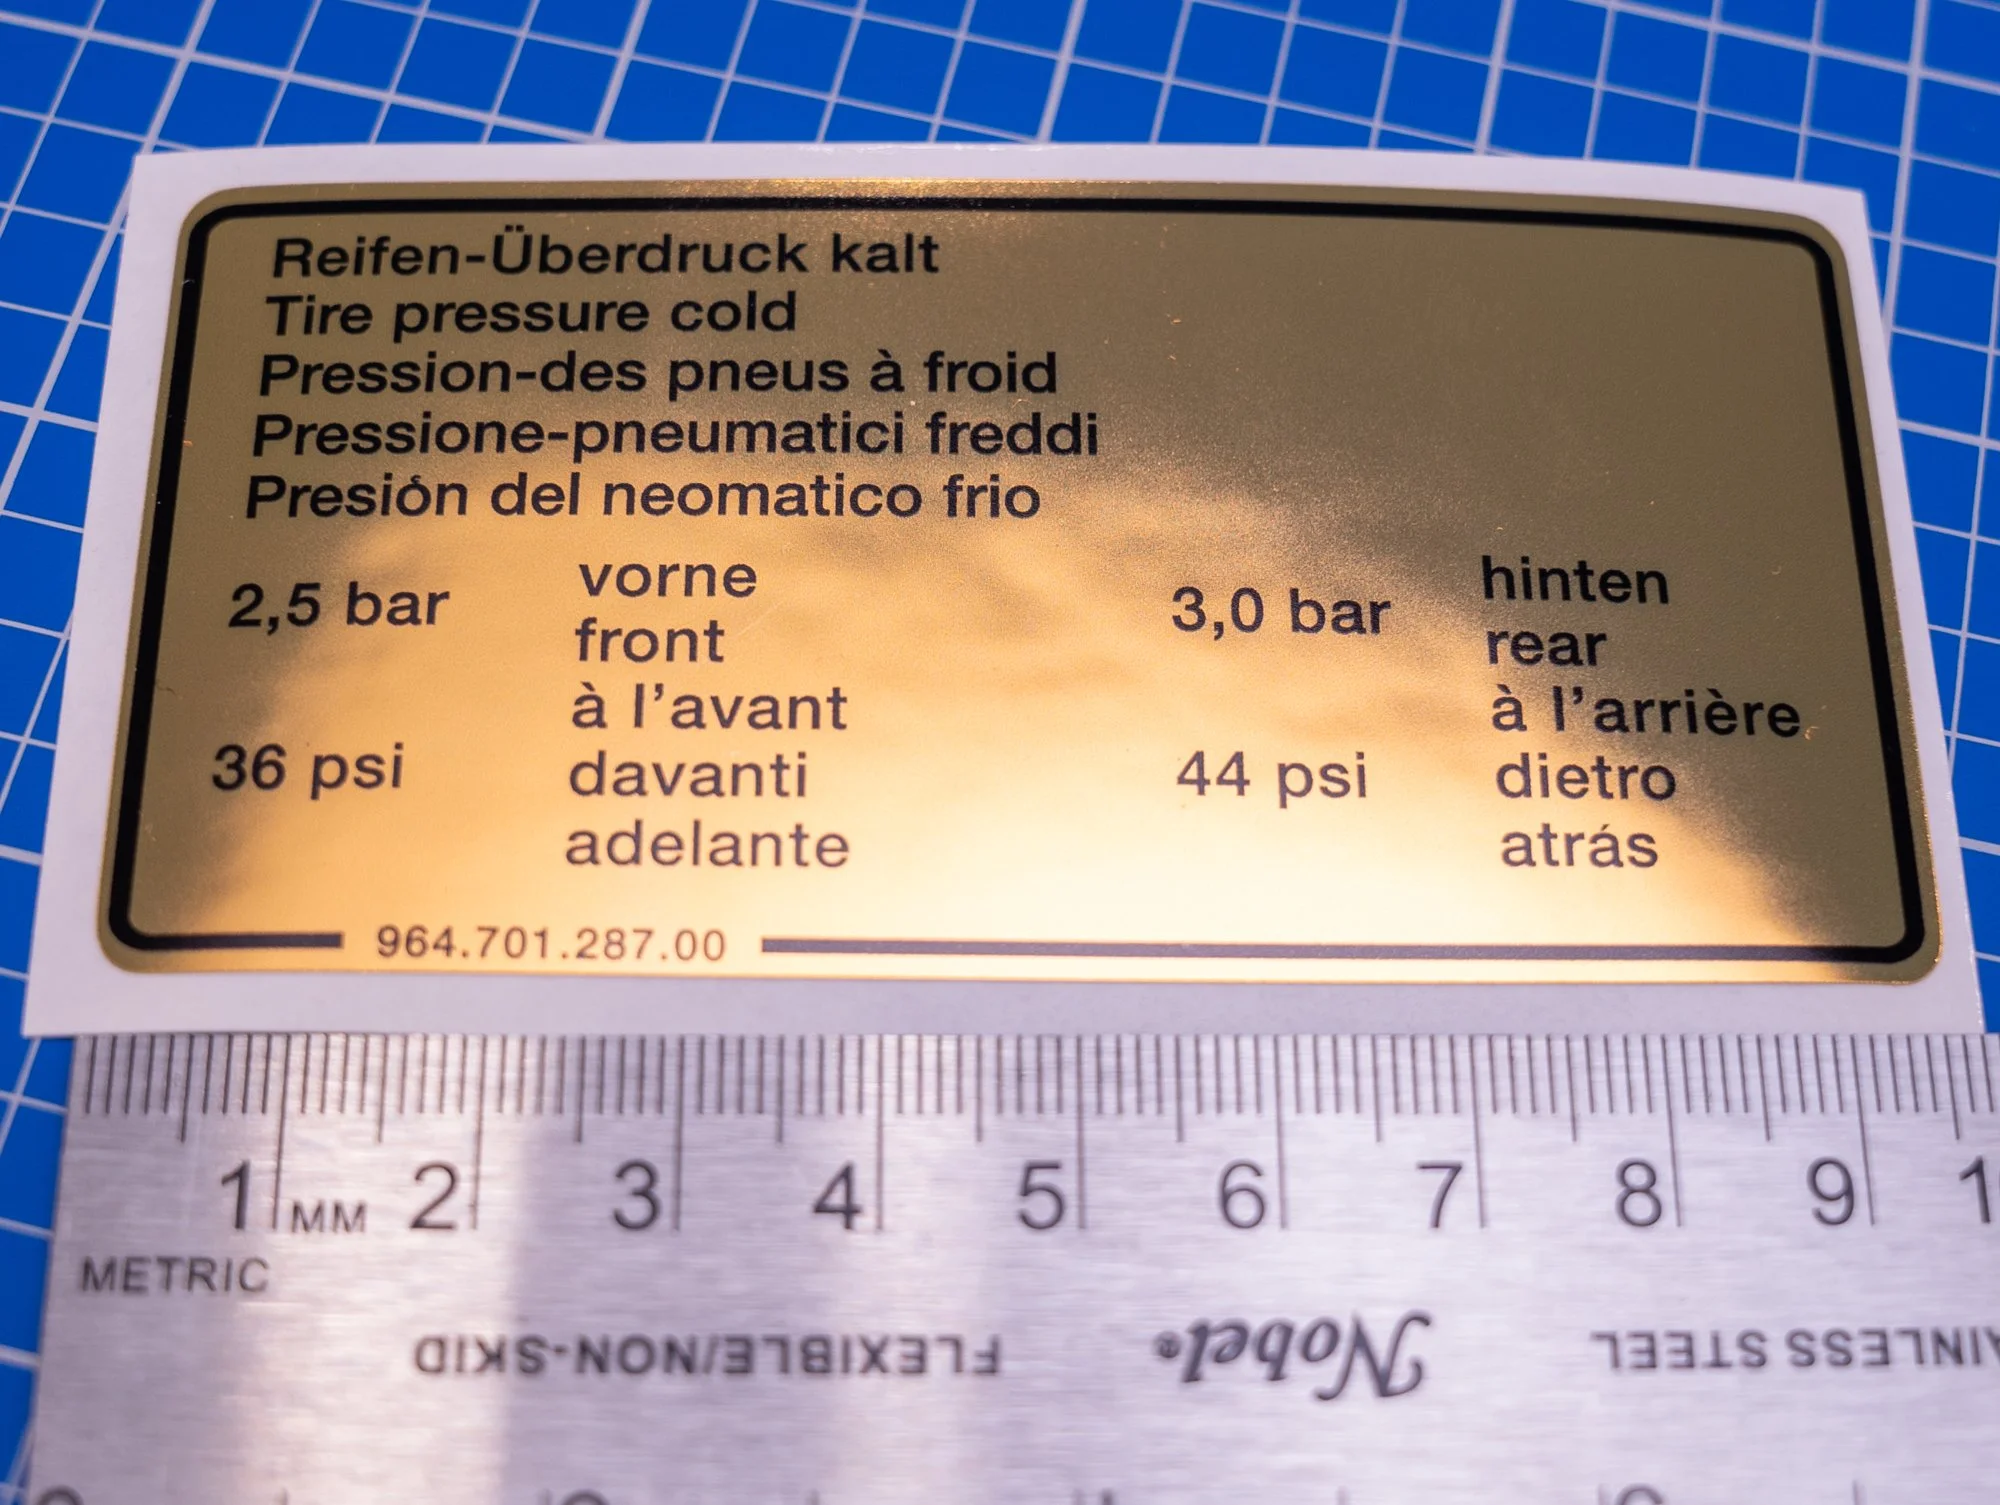 Reifen-Überdruck kalt
Tire pressure cold
Pression-des pneus à froid
Pressione-pneumatici freddi
Presión del neomatico frio
2,5 bar
36 psi
vorne
front
à l’avant
davanti
adelante
3,0 bar
44 psi
hinten
rear
à l’arrière
dietro
atrás
964.701.287.00
1 MM 2 3 4 5 6 7 8 9
METRIC
FLEXIBLE/NON-SKID
Nobel®
STEEL